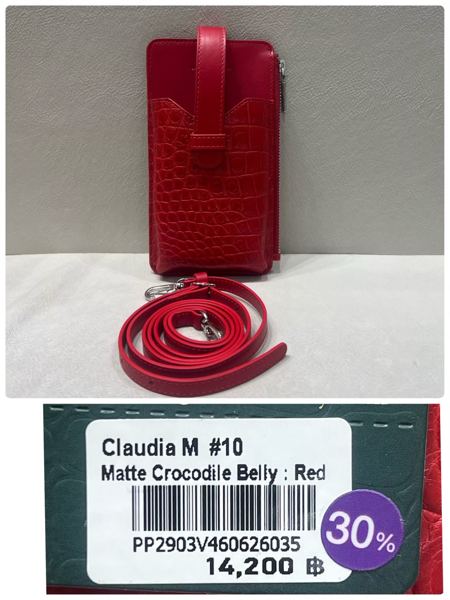 Claudia M #10
Matte Crocodile Belly : Red
PP2903V460626035
14,200 ฿
30%